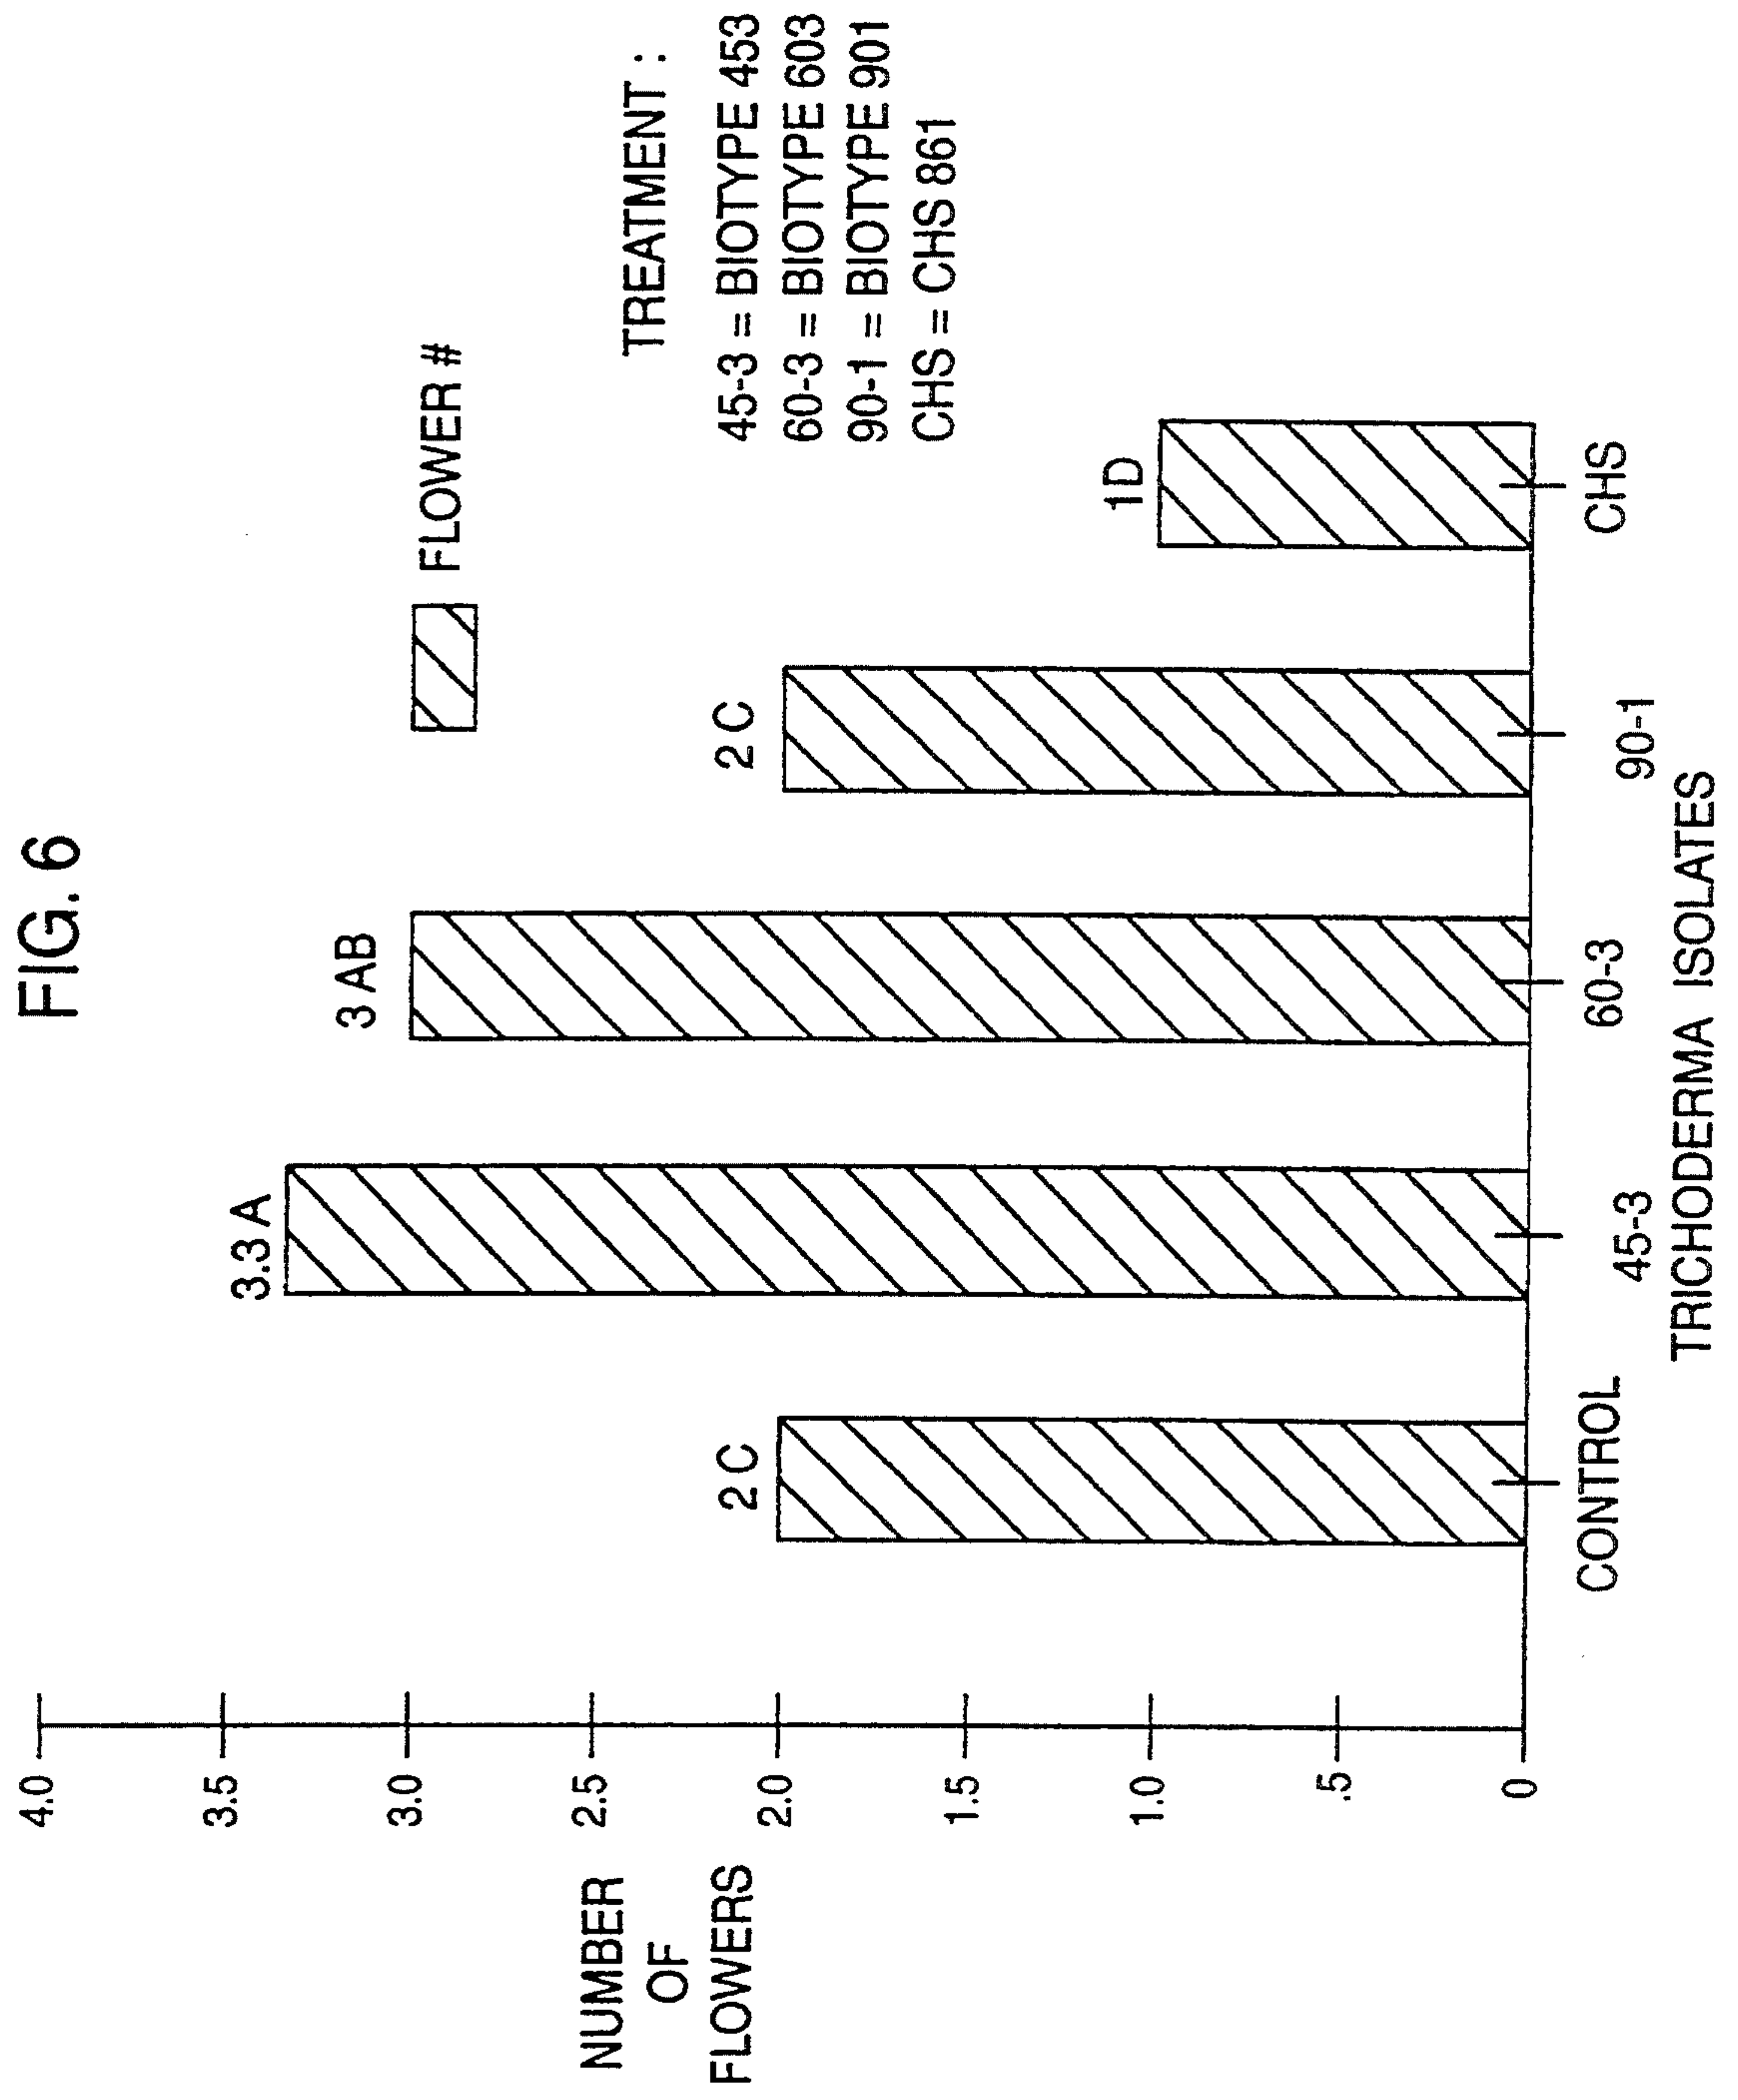 FIG. 6
NUMBER
OF
FLOWERS
4.0
3.5
3.0
2.5
2.0
1.5
1.0
.5
0
2 C
3.3 A
3 AB
2 C
1D
FLOWER #
TREATMENT :
45-3 = BIOTYPE 453
60-3 = BIOTYPE 603
90-1 = BIOTYPE 901
CHS = CHS 861
CONTROL
45-3
60-3
90-1
CHS
TRICHODERMA ISOLATES